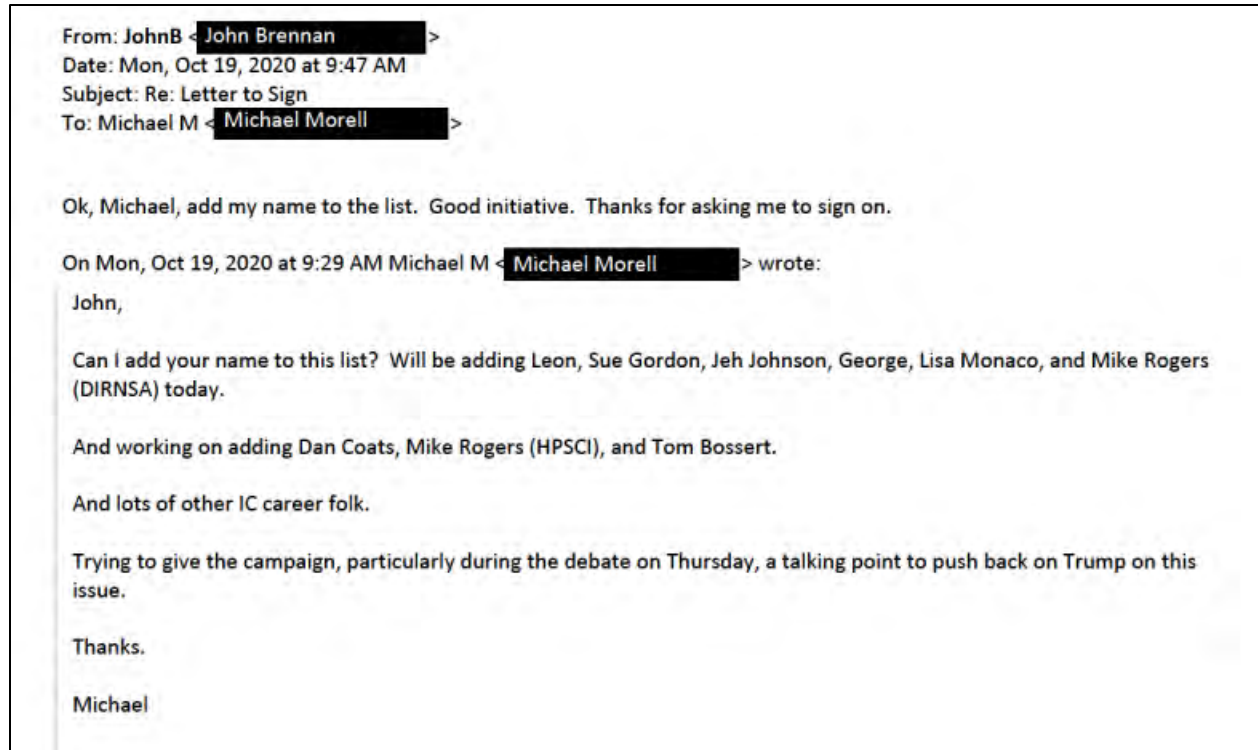 From: JohnB < John Brennan >
Date: Mon, Oct 19, 2020 at 9:47 AM
Subject: Re: Letter to Sign
To: Michael M < Michael Morell >
Ok, Michael, add my name to the list. Good initiative. Thanks for asking me to sign on.
On Mon, Oct 19, 2020 at 9:29 AM Michael M < Michael Morell > wrote:
John,
Can I add your name to this list? Will be adding Leon, Sue Gordon, Jeh Johnson, George, Lisa Monaco, and Mike Rogers
(DIRNSA) today.
And working on adding Dan Coats, Mike Rogers (HPSCI), and Tom Bossert.
And lots of other IC career folk.
Trying to give the campaign, particularly during the debate on Thursday, a talking point to push back on Trump on this
issue.
Thanks.
Michael